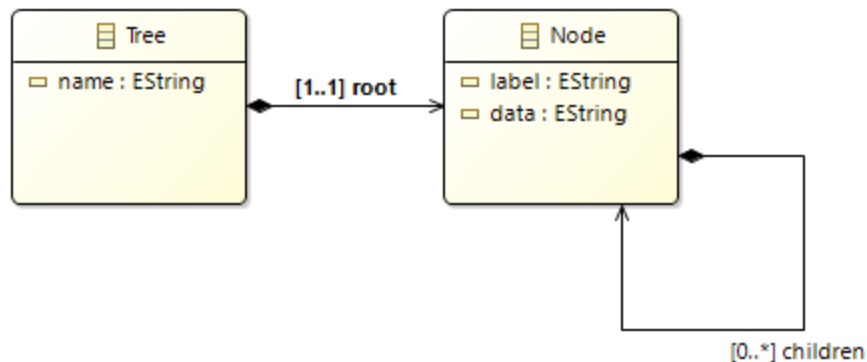 Tree
name : EString
[1..1] root
Node
label : EString
data : EString
[0..*] children